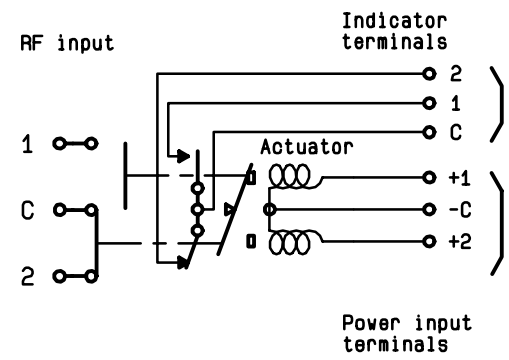 Indicator
terminals
RF input
2
1
C
1
Actuator
+1
C
-C
+2
2
Power input
terminals